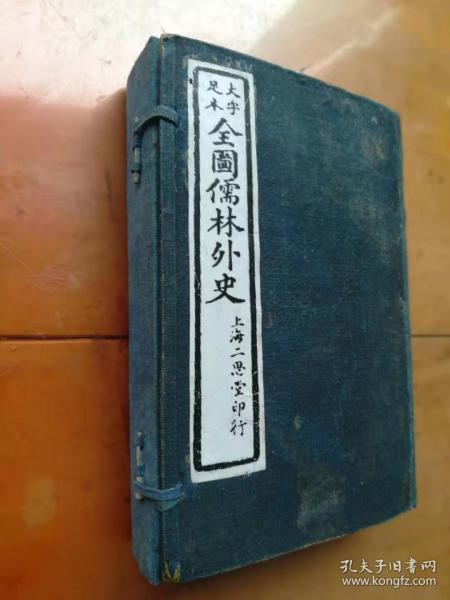 大字
足本
全圖儒林外史
上海二思堂印行
孔夫子旧书网
www.kongfz.com